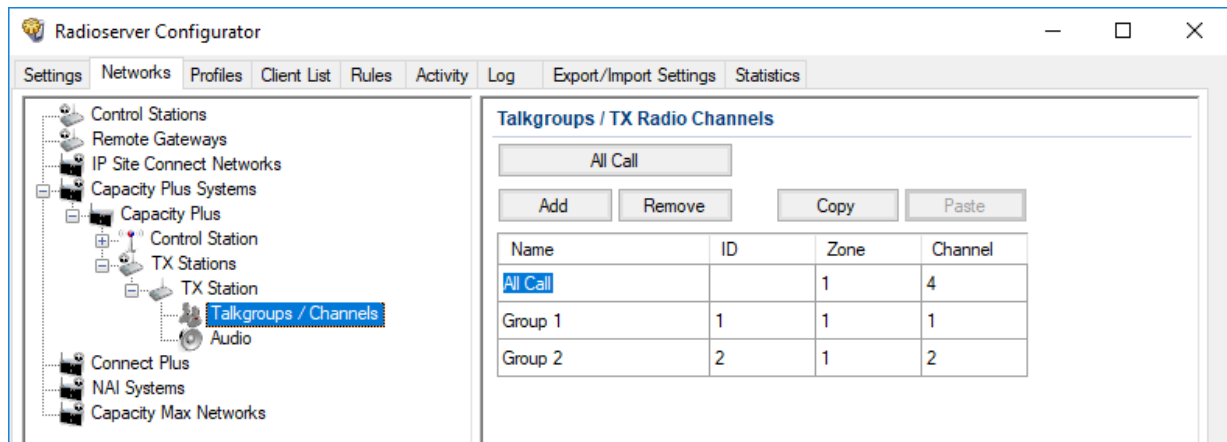 Radioserver Configurator
Settings Networks Profiles Client List Rules Activity Log Export/Import Settings Statistics
Control Stations
Remote Gateways
IP Site Connect Networks
Capacity Plus Systems
Capacity Plus
Control Station
TX Stations
TX Station
Talkgroups / Channels
Audio
Connect Plus
NAI Systems
Capacity Max Networks
Talkgroups / TX Radio Channels
All Call
Add Remove Copy Paste
Name ID Zone Channel
All Call 1 4
Group 1 1 1 1
Group 2 2 1 2